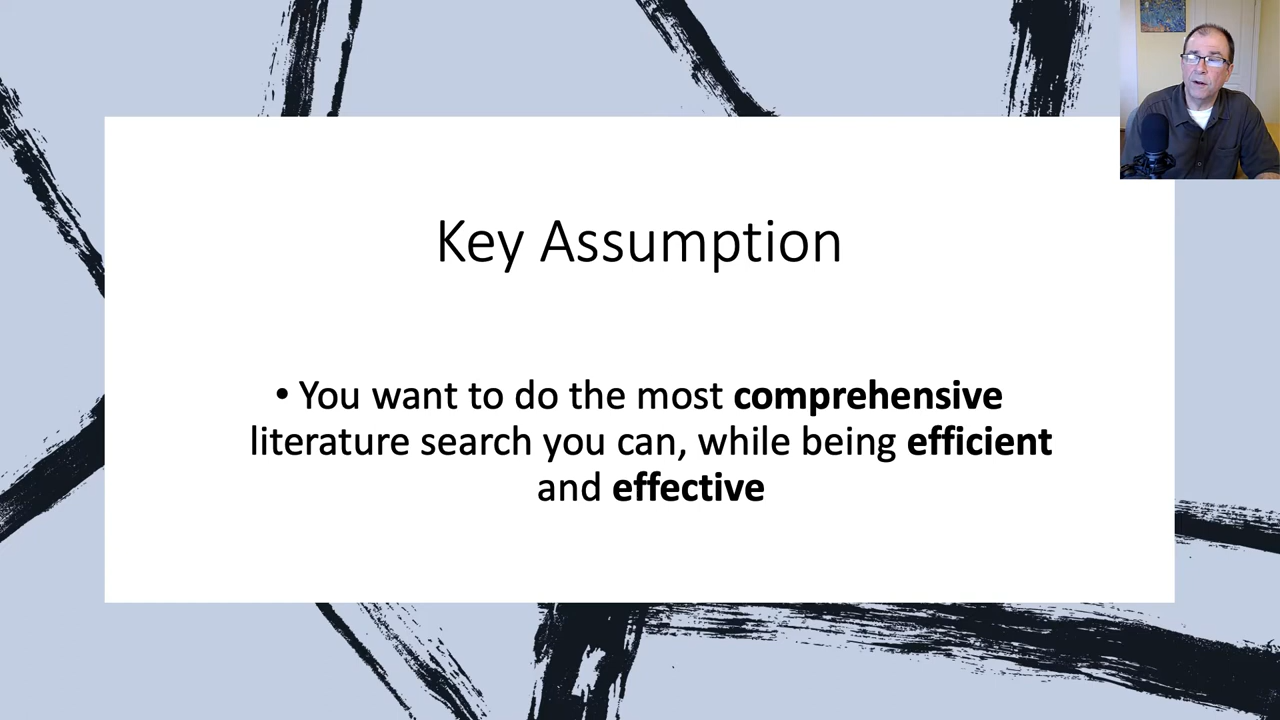 Key Assumption
• You want to do the most comprehensive
literature search you can, while being efficient
and effective